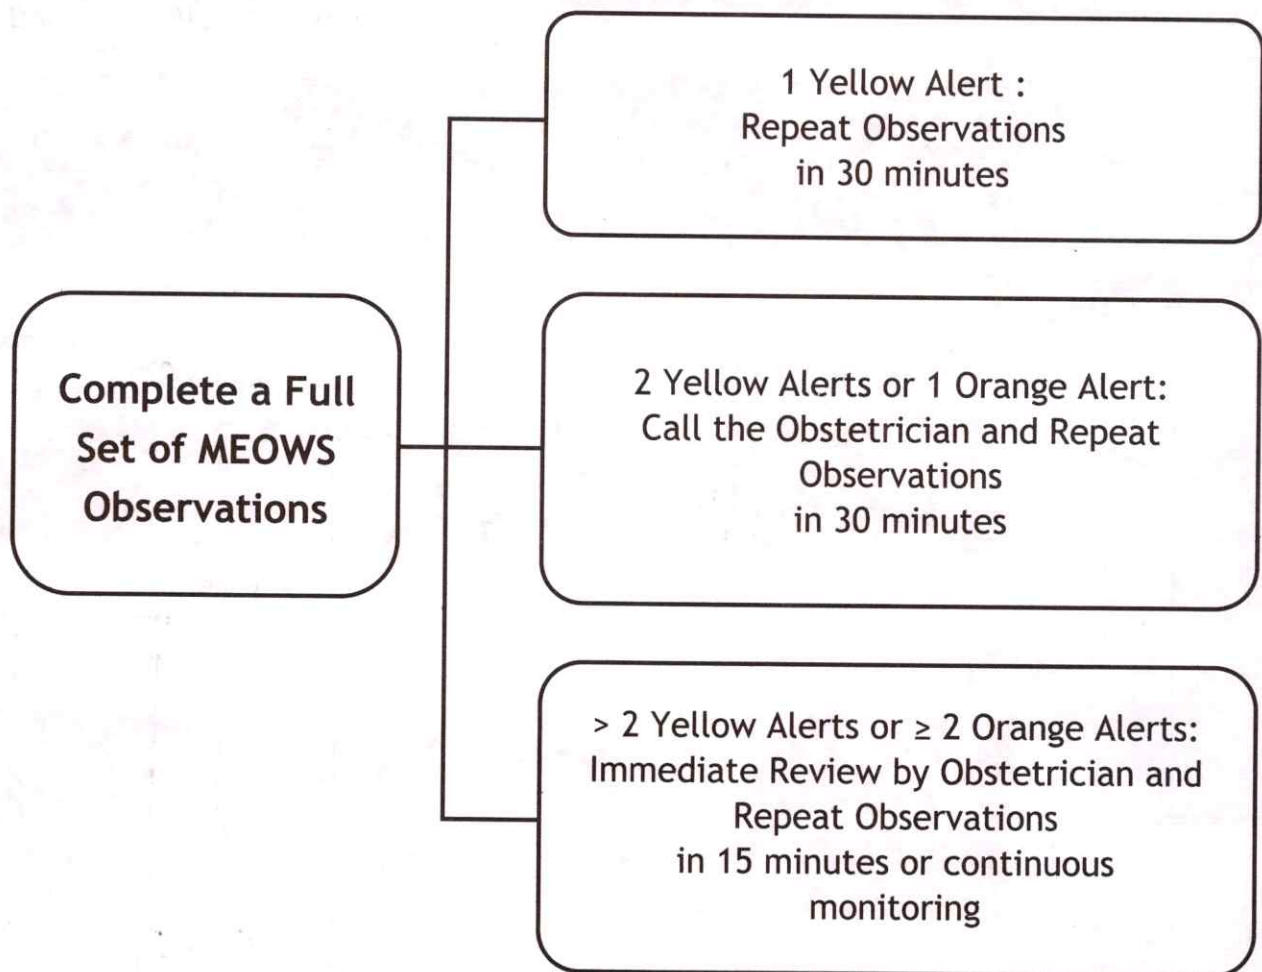 1 Yellow Alert :
Repeat Observations
in 30 minutes
Complete a Full
Set of MEOWS
Observations
2 Yellow Alerts or 1 Orange Alert:
Call the Obstetrician and Repeat
Observations
in 30 minutes
> 2 Yellow Alerts or ≥ 2 Orange Alerts:
Immediate Review by Obstetrician and
Repeat Observations
in 15 minutes or continuous
monitoring